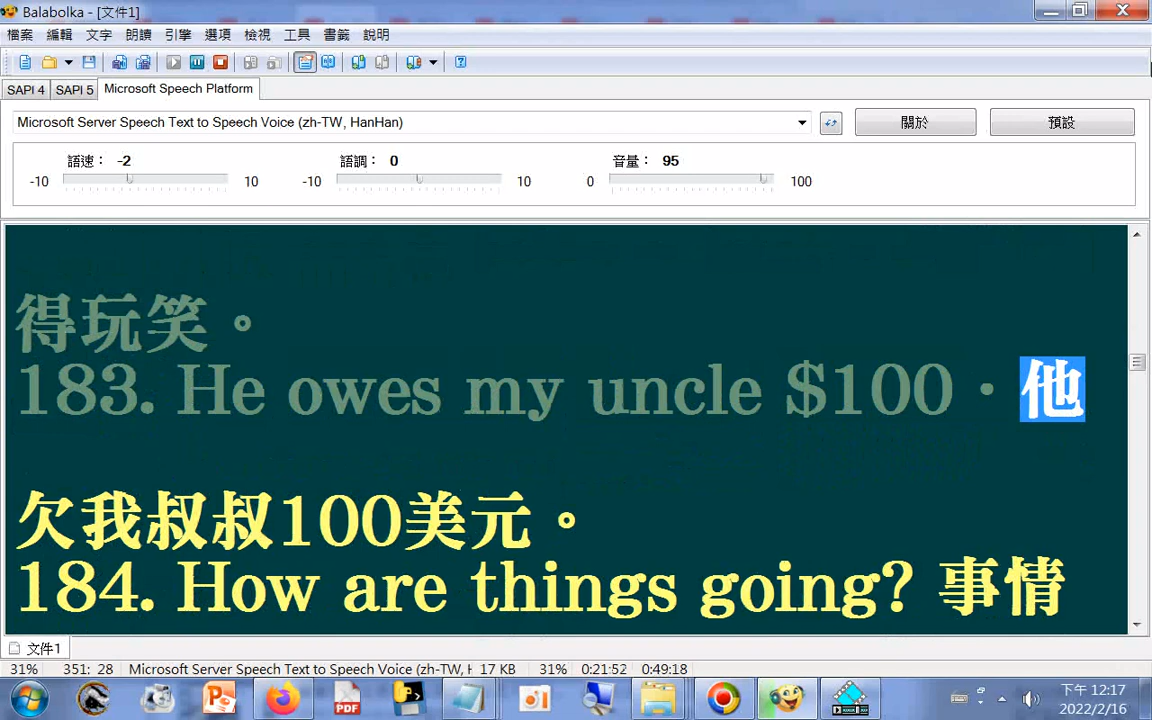 Balabolka - [文件1]
檔案 編輯 文字 朗讀 引擎 選項 檢視 工具 書籤 說明
SAPI 4 SAPI 5 Microsoft Speech Platform
Microsoft Server Speech Text to Speech Voice (zh-TW, HanHan) 關於 預設
語速： -2 語調： 0 音量： 95
-10 10 -10 10 0 100
得玩笑。
183. He owes my uncle $100．他
欠我叔叔100美元。
184. How are things going? 事情
文件1
31% 351: 28 Microsoft Server Speech Text to Speech Voice (zh-TW, H 17 KB 31% 0:21:52 0:49:18
PDF
下午 12:17
2022/2/16